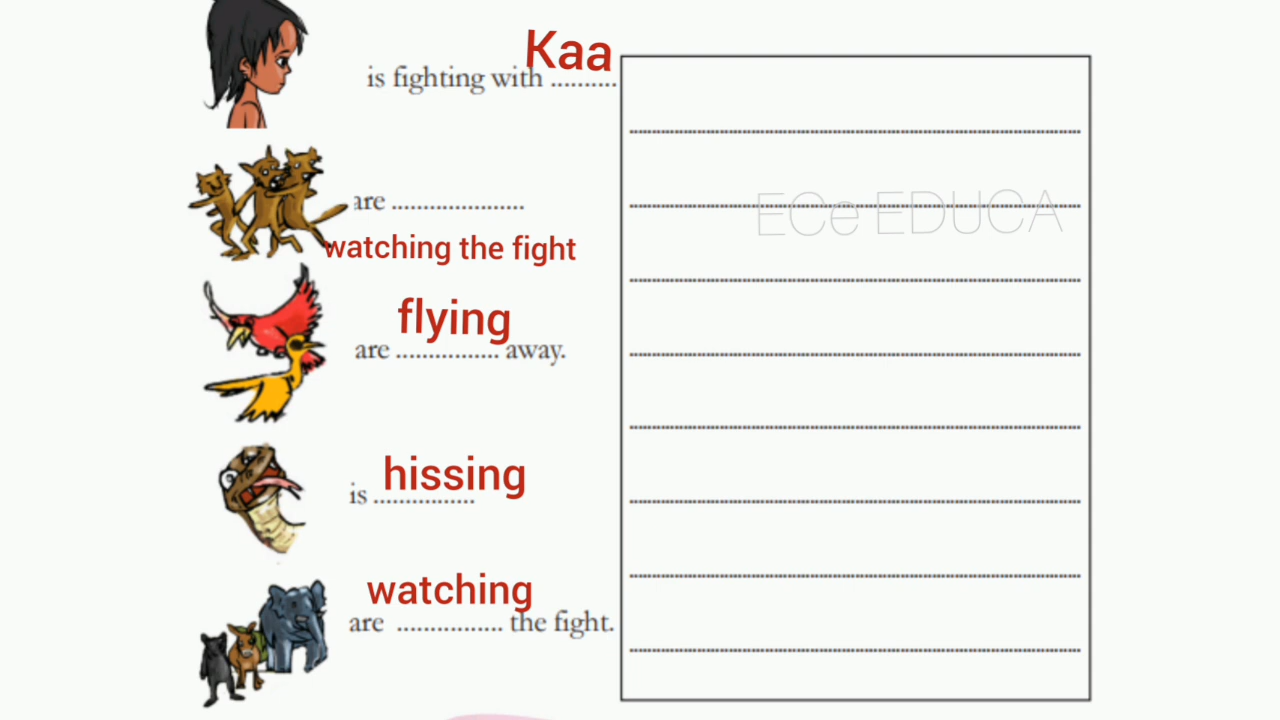 Kaa
is fighting with ..........
ECe EDUCA
are .....................
watching the fight
flying
are ................ away.
hissing
is ................
watching
are ................ the fight.